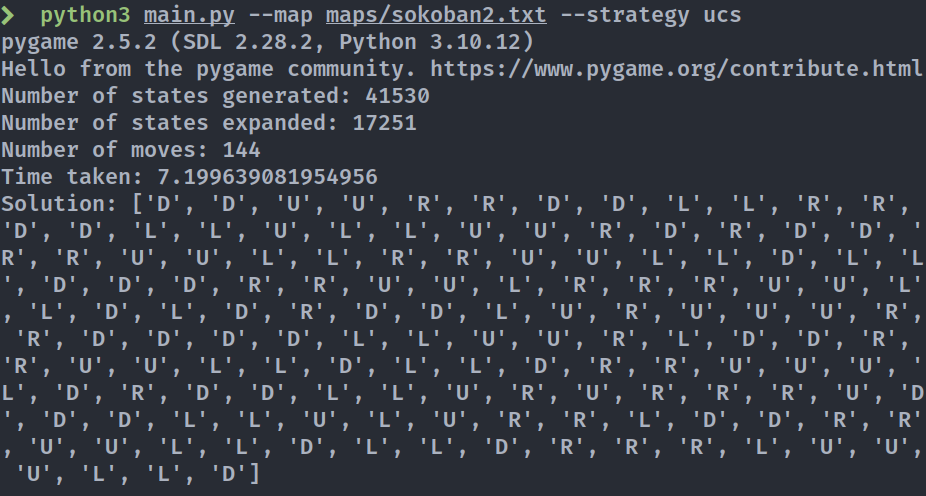 ❯ python3 main.py --map maps/sokoban2.txt --strategy ucs
pygame 2.5.2 (SDL 2.28.2, Python 3.10.12)
Hello from the pygame community. https://www.pygame.org/contribute.html
Number of states generated: 41530
Number of states expanded: 17251
Number of moves: 144
Time taken: 7.199639081954956
Solution: ['D', 'D', 'U', 'U', 'R', 'R', 'D', 'D', 'L', 'L', 'R', 'R',
'D', 'D', 'L', 'L', 'U', 'L', 'L', 'U', 'U', 'R', 'D', 'R', 'D', 'D', '
R', 'R', 'U', 'U', 'L', 'L', 'R', 'R', 'U', 'U', 'L', 'L', 'D', 'L', 'L
', 'D', 'D', 'D', 'R', 'R', 'U', 'U', 'L', 'R', 'R', 'R', 'U', 'U', 'L'
, 'L', 'D', 'L', 'D', 'R', 'D', 'D', 'L', 'U', 'R', 'U', 'U', 'U', 'R',
 'R', 'D', 'D', 'D', 'D', 'L', 'L', 'U', 'U', 'R', 'L', 'D', 'D', 'R',
'R', 'U', 'U', 'L', 'L', 'D', 'L', 'L', 'D', 'R', 'R', 'U', 'U', 'U', '
L', 'D', 'R', 'D', 'D', 'L', 'L', 'U', 'R', 'U', 'R', 'R', 'R', 'U', 'D
', 'D', 'D', 'L', 'L', 'U', 'L', 'U', 'R', 'R', 'L', 'D', 'D', 'R', 'R'
, 'U', 'U', 'L', 'L', 'D', 'L', 'L', 'D', 'R', 'R', 'R', 'L', 'U', 'U',
 'U', 'L', 'L', 'D']